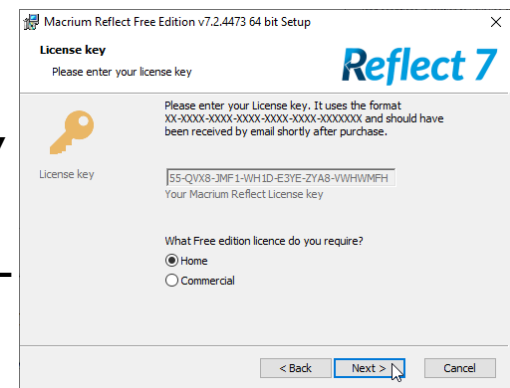 Macrium Reflect Free Edition v7.2.4473 64 bit Setup
License key
Please enter your license key
Reflect 7
Please enter your License key. It uses the format
XX-XXXX-XXXX-XXXX-XXXX-XXXX-XXXXXXX and should have
been received by email shortly after purchase.
License key
55-QVX8-JMF1-WH1D-E3YE-ZYA8-VWHWMFH
Your Macrium Reflect License key
What Free edition licence do you require?
Home
Commercial
< Back
Next >
Cancel